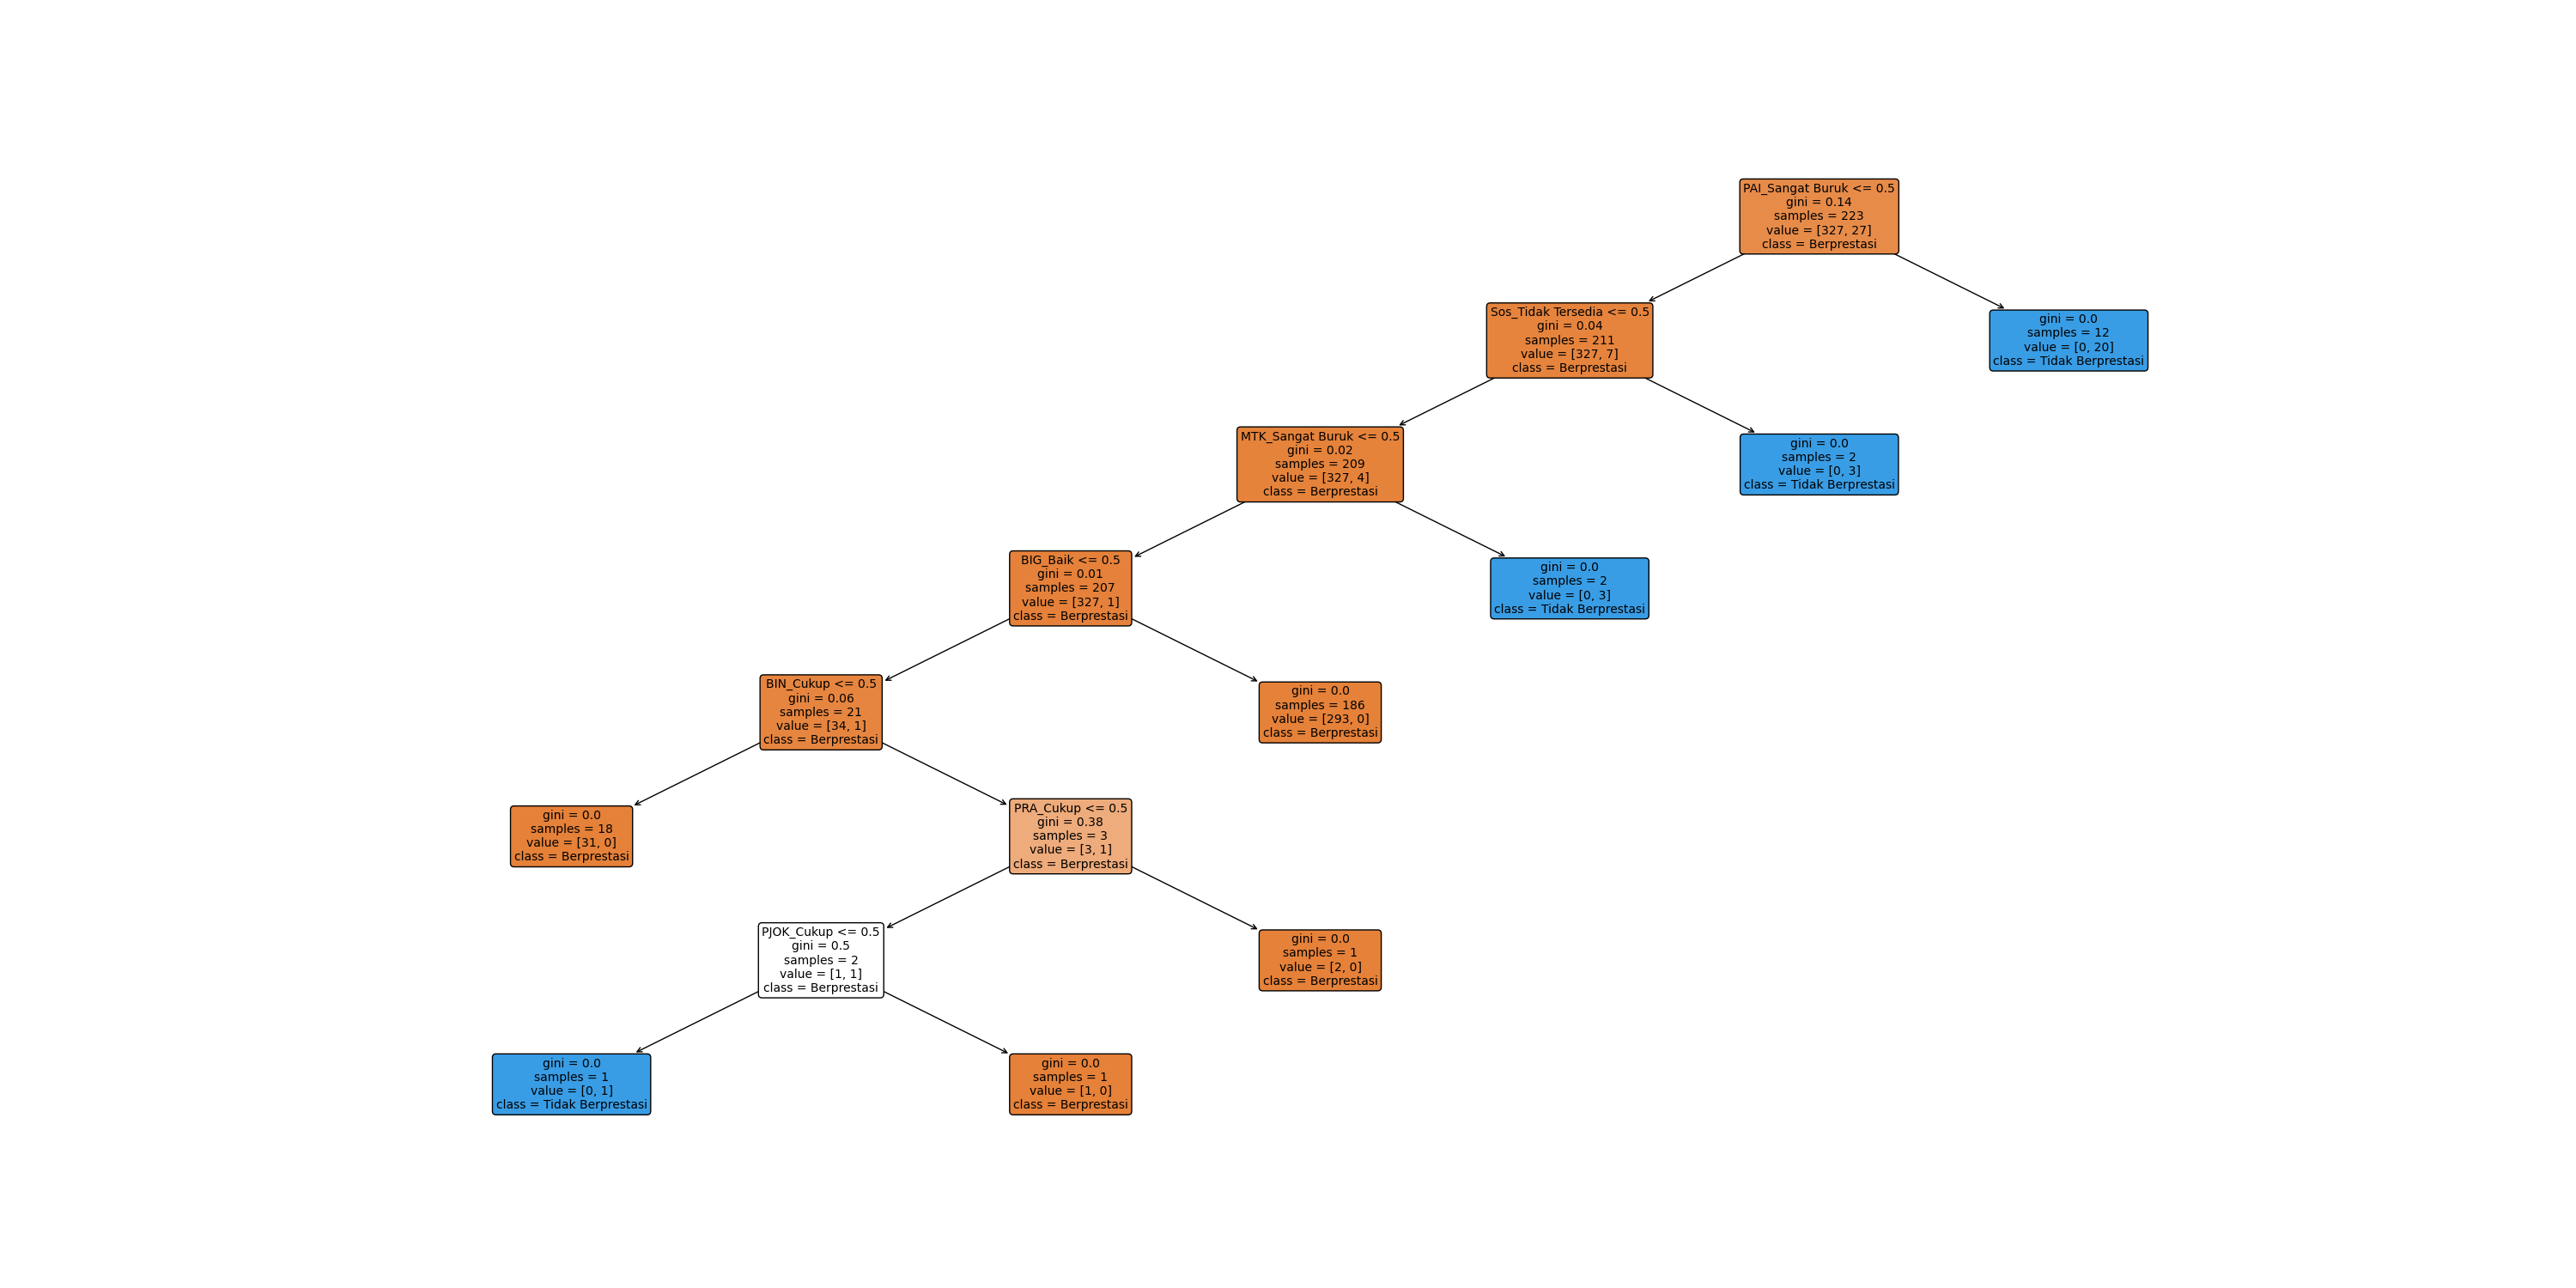 PAI_Sangat Buruk <= 0.5
gini = 0.14
samples = 223
value = [327, 27]
class = Berprestasi
Sos_Tidak Tersedia <= 0.5
gini = 0.04
samples = 211
value = [327, 7]
class = Berprestasi
gini = 0.0
samples = 12
value = [0, 20]
class = Tidak Berprestasi
MTK_Sangat Buruk <= 0.5
gini = 0.02
samples = 209
value = [327, 4]
class = Berprestasi
gini = 0.0
samples = 2
value = [0, 3]
class = Tidak Berprestasi
BIG_Baik <= 0.5
gini = 0.01
samples = 207
value = [327, 1]
class = Berprestasi
gini = 0.0
samples = 2
value = [0, 3]
class = Tidak Berprestasi
BIN_Cukup <= 0.5
gini = 0.06
samples = 21
value = [34, 1]
class = Berprestasi
gini = 0.0
samples = 186
value = [293, 0]
class = Berprestasi
gini = 0.0
samples = 18
value = [31, 0]
class = Berprestasi
PRA_Cukup <= 0.5
gini = 0.38
samples = 3
value = [3, 1]
class = Berprestasi
PJOK_Cukup <= 0.5
gini = 0.5
samples = 2
value = [1, 1]
class = Berprestasi
gini = 0.0
samples = 1
value = [2, 0]
class = Berprestasi
gini = 0.0
samples = 1
value = [0, 1]
class = Tidak Berprestasi
gini = 0.0
samples = 1
value = [1, 0]
class = Berprestasi